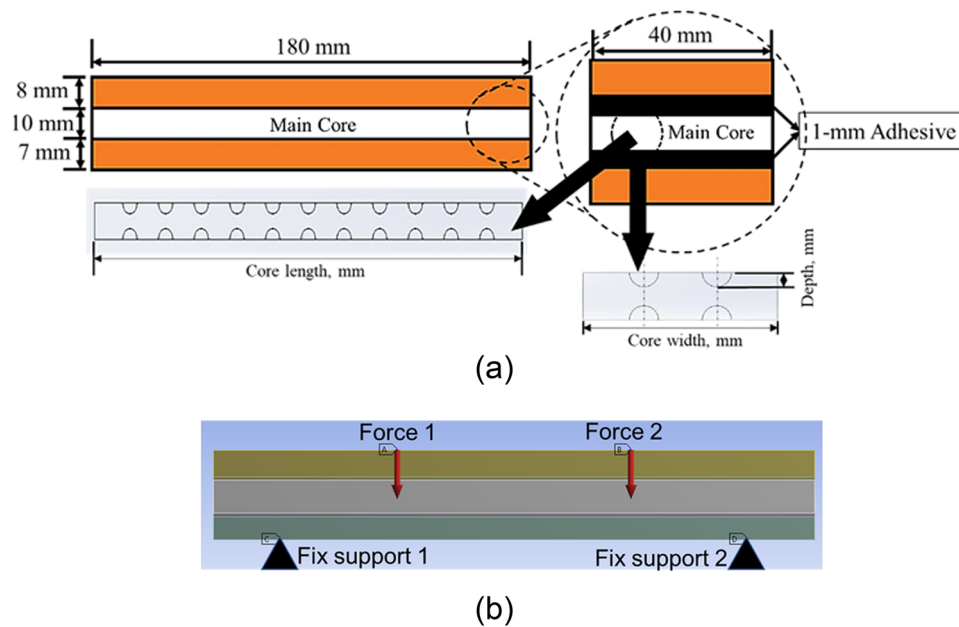 180 mm
40 mm
8 mm
10 mm
7 mm
Main Core
Main Core
1-mm Adhesive
Core length, mm
Depth, mm
Core width, mm
(a)
Force 1
Force 2
A
B
C
D
Fix support 1
Fix support 2
(b)